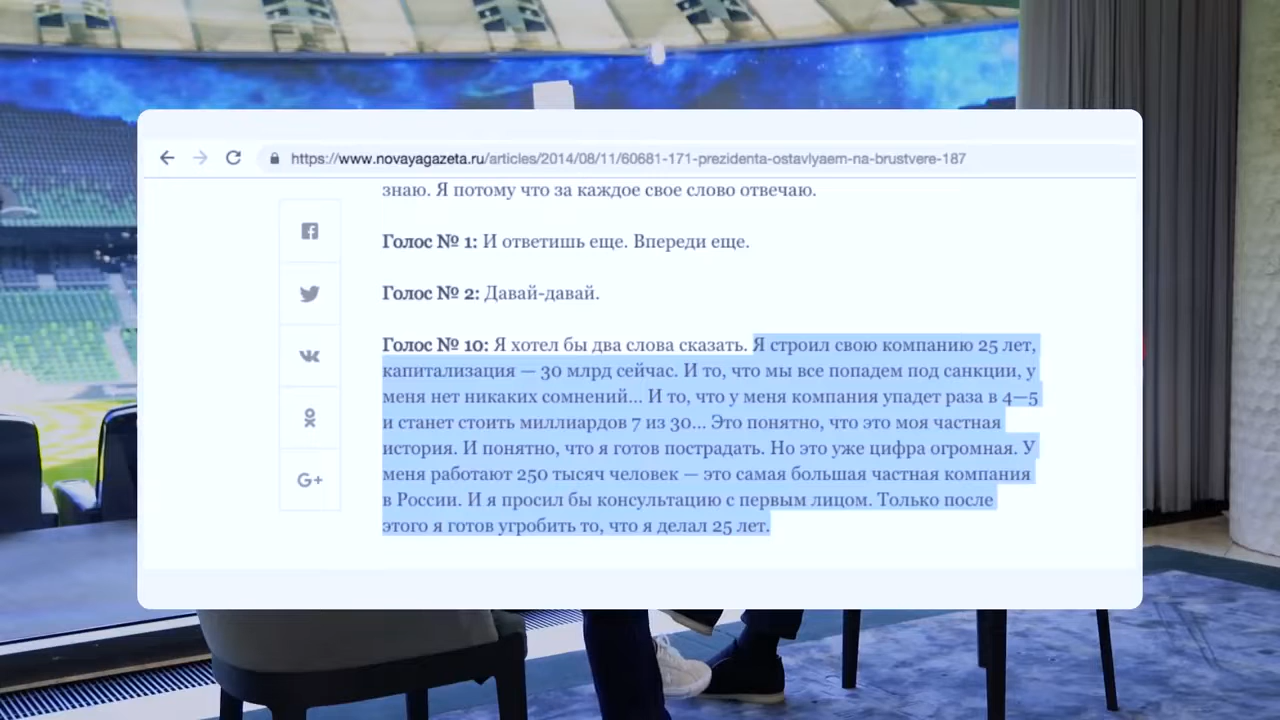 https://www.novayagazeta.ru/articles/2014/08/11/60681-171-prezidenta-ostavlyaem-na-brustvere-187
знаю. Я потому что за каждое свое слово отвечаю.
Голос № 1: И ответишь еще. Впереди еще.
Голос № 2: Давай-давай.
Голос № 10: Я хотел бы два слова сказать. Я строил свою компанию 25 лет,
капитализация — 30 млрд сейчас. И то, что мы все попадем под санкции, у
меня нет никаких сомнений... И то, что у меня компания упадет раза в 4—5
и станет стоить миллиардов 7 из 30... Это понятно, что это моя частная
история. И понятно, что я готов пострадать. Но это уже цифра огромная. У
меня работают 250 тысяч человек — это самая большая частная компания
в России. И я просил бы консультацию с первым лицом. Только после
этого я готов угробить то, что я делал 25 лет.
G+